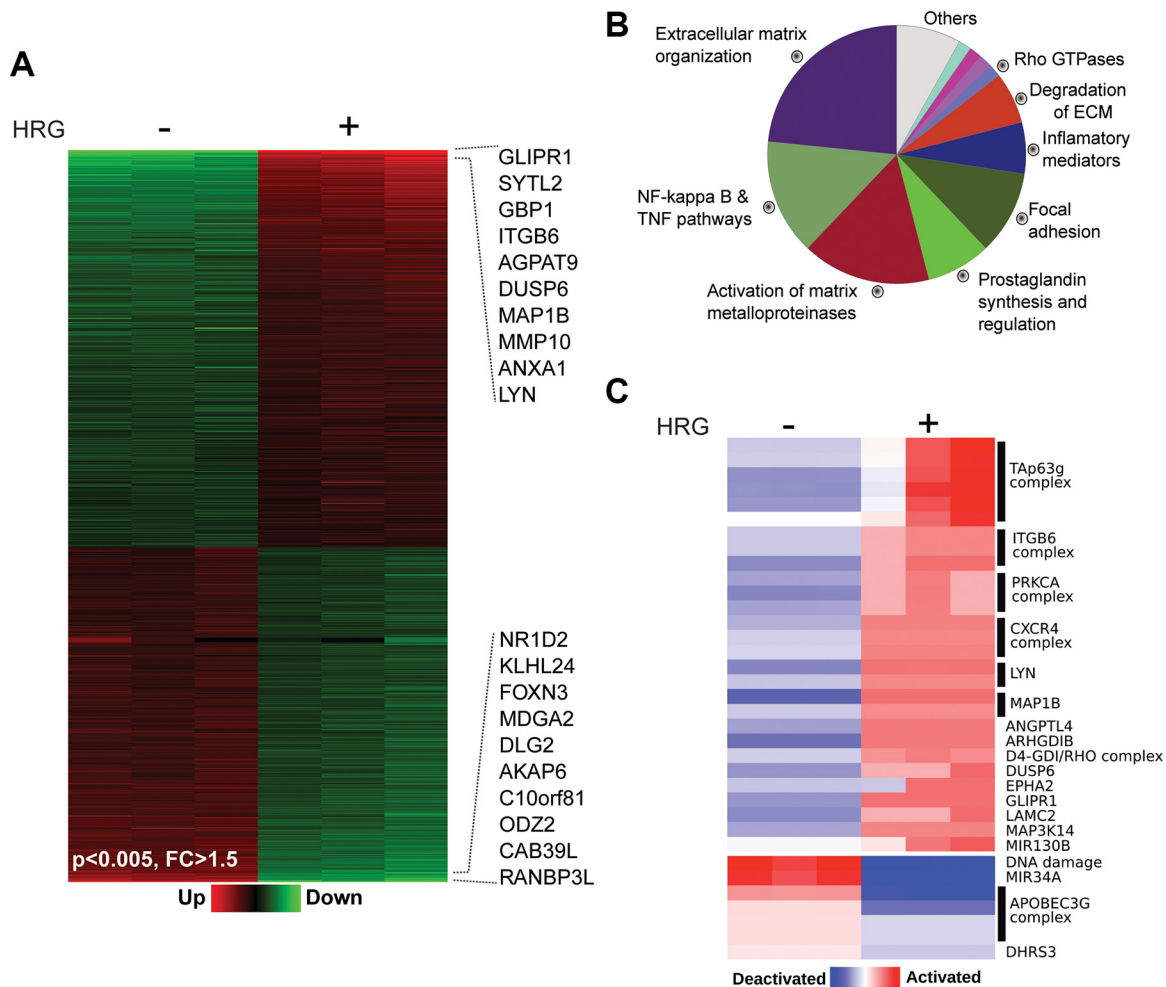 A
HRG - +
GLIPR1
SYTL2
GBP1
ITGB6
AGPAT9
DUSP6
MAP1B
MMP10
ANXA1
LYN
NR1D2
KLHL24
FOXN3
MDGA2
DLG2
AKAP6
C10orf81
ODZ2
CAB39L
RANBP3L
p<0.005, FC>1.5
Up Down
B
Others
Extracellular matrix
organization
Rho GTPases
Degradation
of ECM
Inflamatory
mediators
NF-kappa B &
TNF pathways
Focal
adhesion
Activation of matrix
metalloproteinases
Prostaglandin
synthesis and
regulation
C
HRG - +
TAp63g
complex
ITGB6
complex
PRKCA
complex
CXCR4
complex
LYN
MAP1B
ANGPTL4
ARHGDIB
D4-GDI/RHO complex
DUSP6
EPHA2
GLIPR1
LAMC2
MAP3K14
MIR130B
DNA damage
MIR34A
APOBEC3G
complex
DHRS3
Deactivated Activated